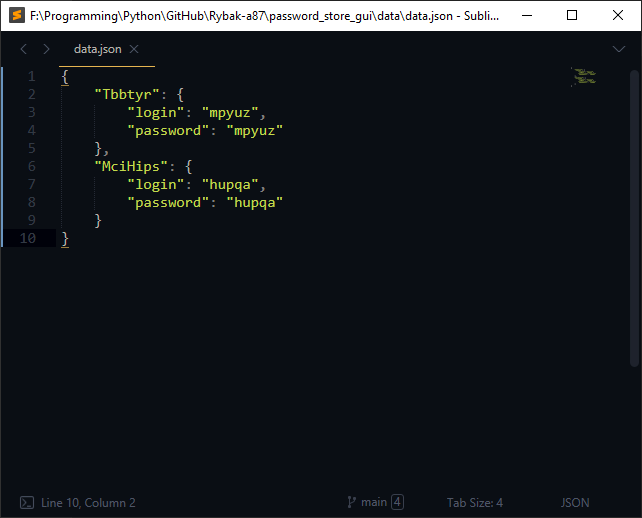 F:\Programming\Python\GitHub\Rybak-a87\password_store_gui\data\data.json - Subli...
data.json
1 {
2 "Tbbtyr": {
3 "login": "mpyuz",
4 "password": "mpyuz"
5 },
6 "MciHips": {
7 "login": "hupqa",
8 "password": "hupqa"
9 }
10 }
Line 10, Column 2 main 4 Tab Size: 4 JSON